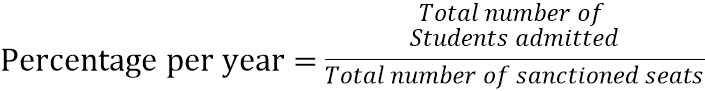 Percentage per year = Total number of
Students admitted
Total number of sanctioned seats